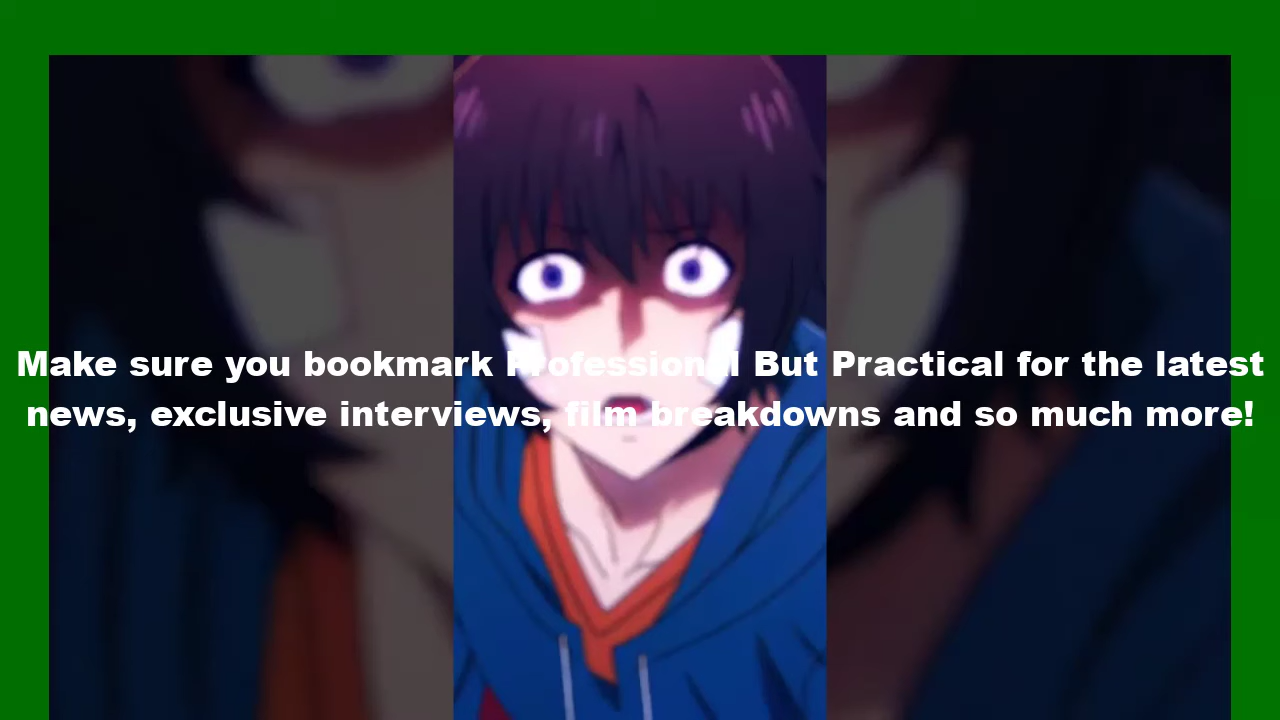 Make sure you bookmark Professional But Practical for the latest
news, exclusive interviews, film breakdowns and so much more!